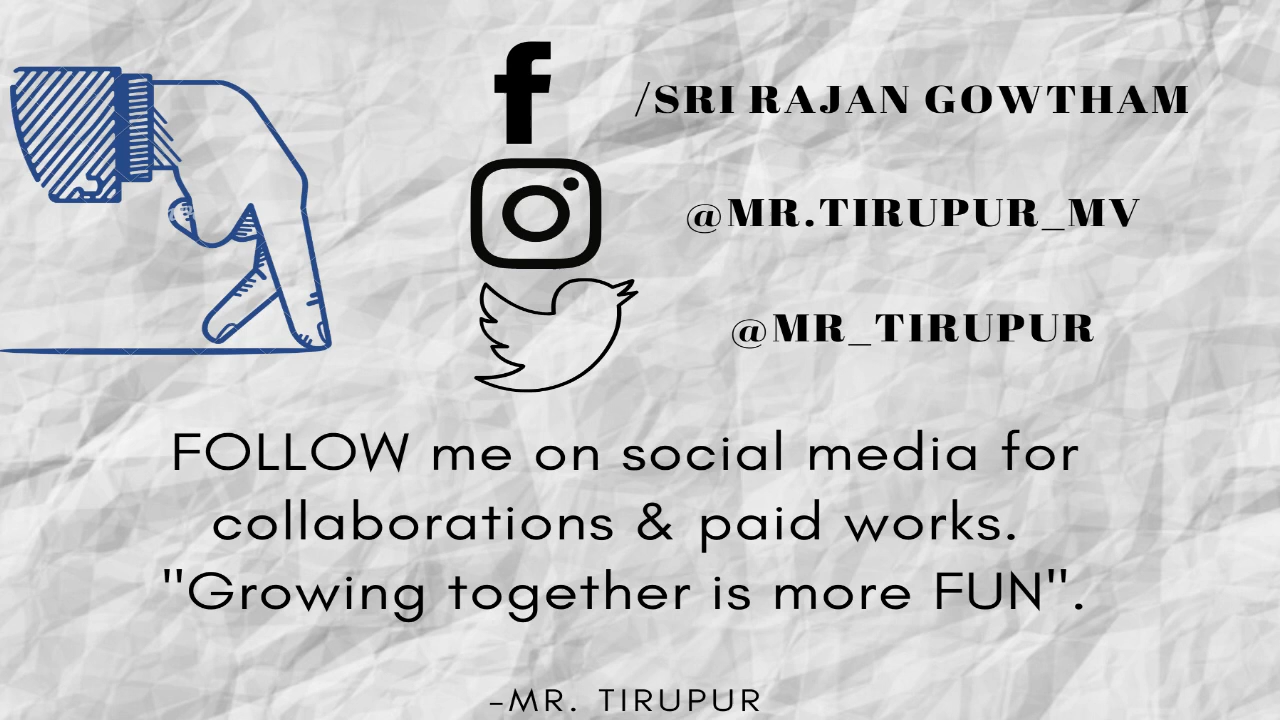 /SRI RAJAN GOWTHAM
@MR.TIRUPUR_MV
@MR_TIRUPUR
FOLLOW me on social media for
collaborations & paid works.
"Growing together is more FUN".
-MR. TIRUPUR